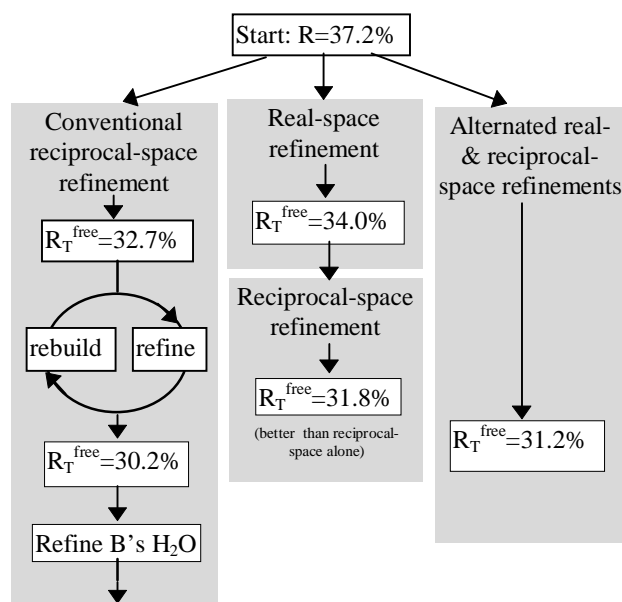 Start: R=37.2%
Conventional
reciprocal-space
refinement
R_T^free=32.7%
rebuild
refine
R_T^free=30.2%
Refine B’s H₂O
Real-space
refinement
R_T^free=34.0%
Reciprocal-space
refinement
R_T^free=31.8%
(better than reciprocal-
space alone)
Alternated real-
& reciprocal-
space refinements
R_T^free=31.2%